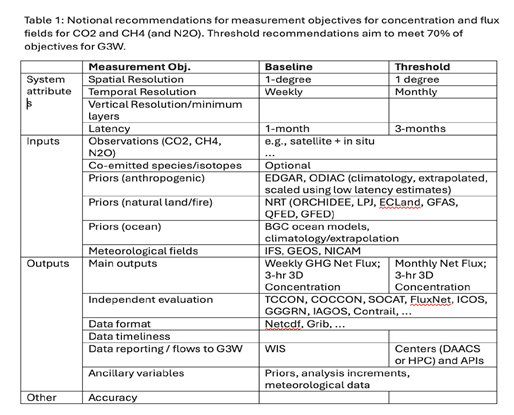 Table 1: Notional recommendations for measurement objectives for concentration and flux
fields for CO2 and CH4 (and N2O). Threshold recommendations aim to meet 70% of
objectives for G3W.
Measurement Obj. Baseline Threshold
System Spatial Resolution 1-degree 1 degree
attribute Temporal Resolution Weekly Monthly
s Vertical Resolution/minimum
layers
Latency 1-month 3-months
Inputs Observations (CO2, CH4, e.g., satellite + in situ
N2O) ...
Co-emitted species/isotopes Optional
Priors (anthropogenic) EDGAR, ODIAC (climatology, extrapolated,
scaled using low latency estimates)
Priors (natural land/fire) NRT (ORCHIDEE, LPJ, ECLand, GFAS,
QFED, GFED)
Priors (ocean) BGC ocean models,
climatology/extrapolation
Meteorological fields IFS, GEOS, NICAM
Outputs Main outputs Weekly GHG Net Flux; Monthly Net Flux;
3-hr 3D 3-hr 3D
Concentration Concentration
Independent evaluation TCCON, COCCON, SOCAT, FluxNet, ICOS,
GGGRN, IAGOS, Contrail, ...
Data format Netcdf, Grib, ...
Data timeliness
Data reporting / flows to G3W WIS Centers (DAACS
or HPC) and APIs
Ancillary variables Priors, analysis increments,
meteorological data
Other Accuracy